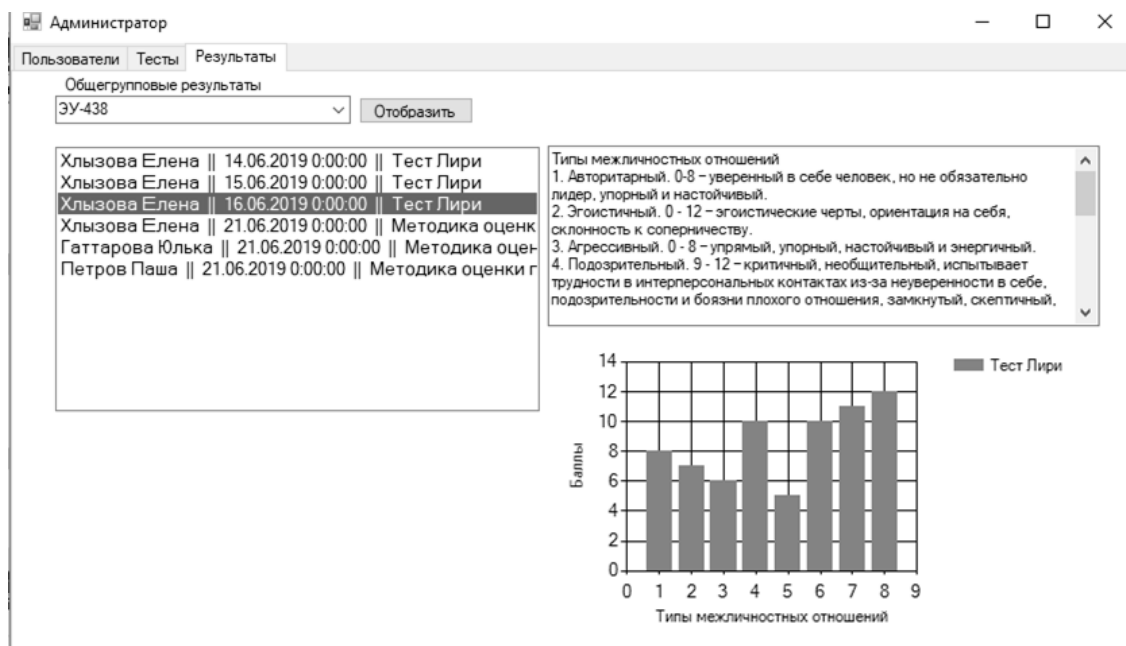 Администратор
Пользователи Тесты Результаты
Общегрупповые результаты
ЭУ-438
Отобразить
Хлызова Елена || 14.06.2019 0:00:00 || Тест Лири
Хлызова Елена || 15.06.2019 0:00:00 || Тест Лири
Хлызова Елена || 16.06.2019 0:00:00 || Тест Лири
Хлызова Елена || 21.06.2019 0:00:00 || Методика оценк
Гаттарова Юлька || 21.06.2019 0:00:00 || Методика оцен
Петров Паша || 21.06.2019 0:00:00 || Методика оценки г
Типы межличностных отношений
1. Авторитарный. 0-8 – уверенный в себе человек, но не обязательно
лидер, упорный и настойчивый.
2. Эгоистичный. 0 - 12 – эгоистические черты, ориентация на себя,
склонность к соперничеству.
3. Агрессивный. 0 - 8 – упрямый, упорный, настойчивый и энергичный.
4. Подозрительный. 9 - 12 – критичный, необщительный, испытывает
трудности в интерперсональных контактах из-за неуверенности в себе,
подозрительности и боязни плохого отношения, замкнутый, скептичный,
14
12
10
8
6
4
2
0
Баллы
0 1 2 3 4 5 6 7 8 9
Типы межличностных отношений
Тест Лири